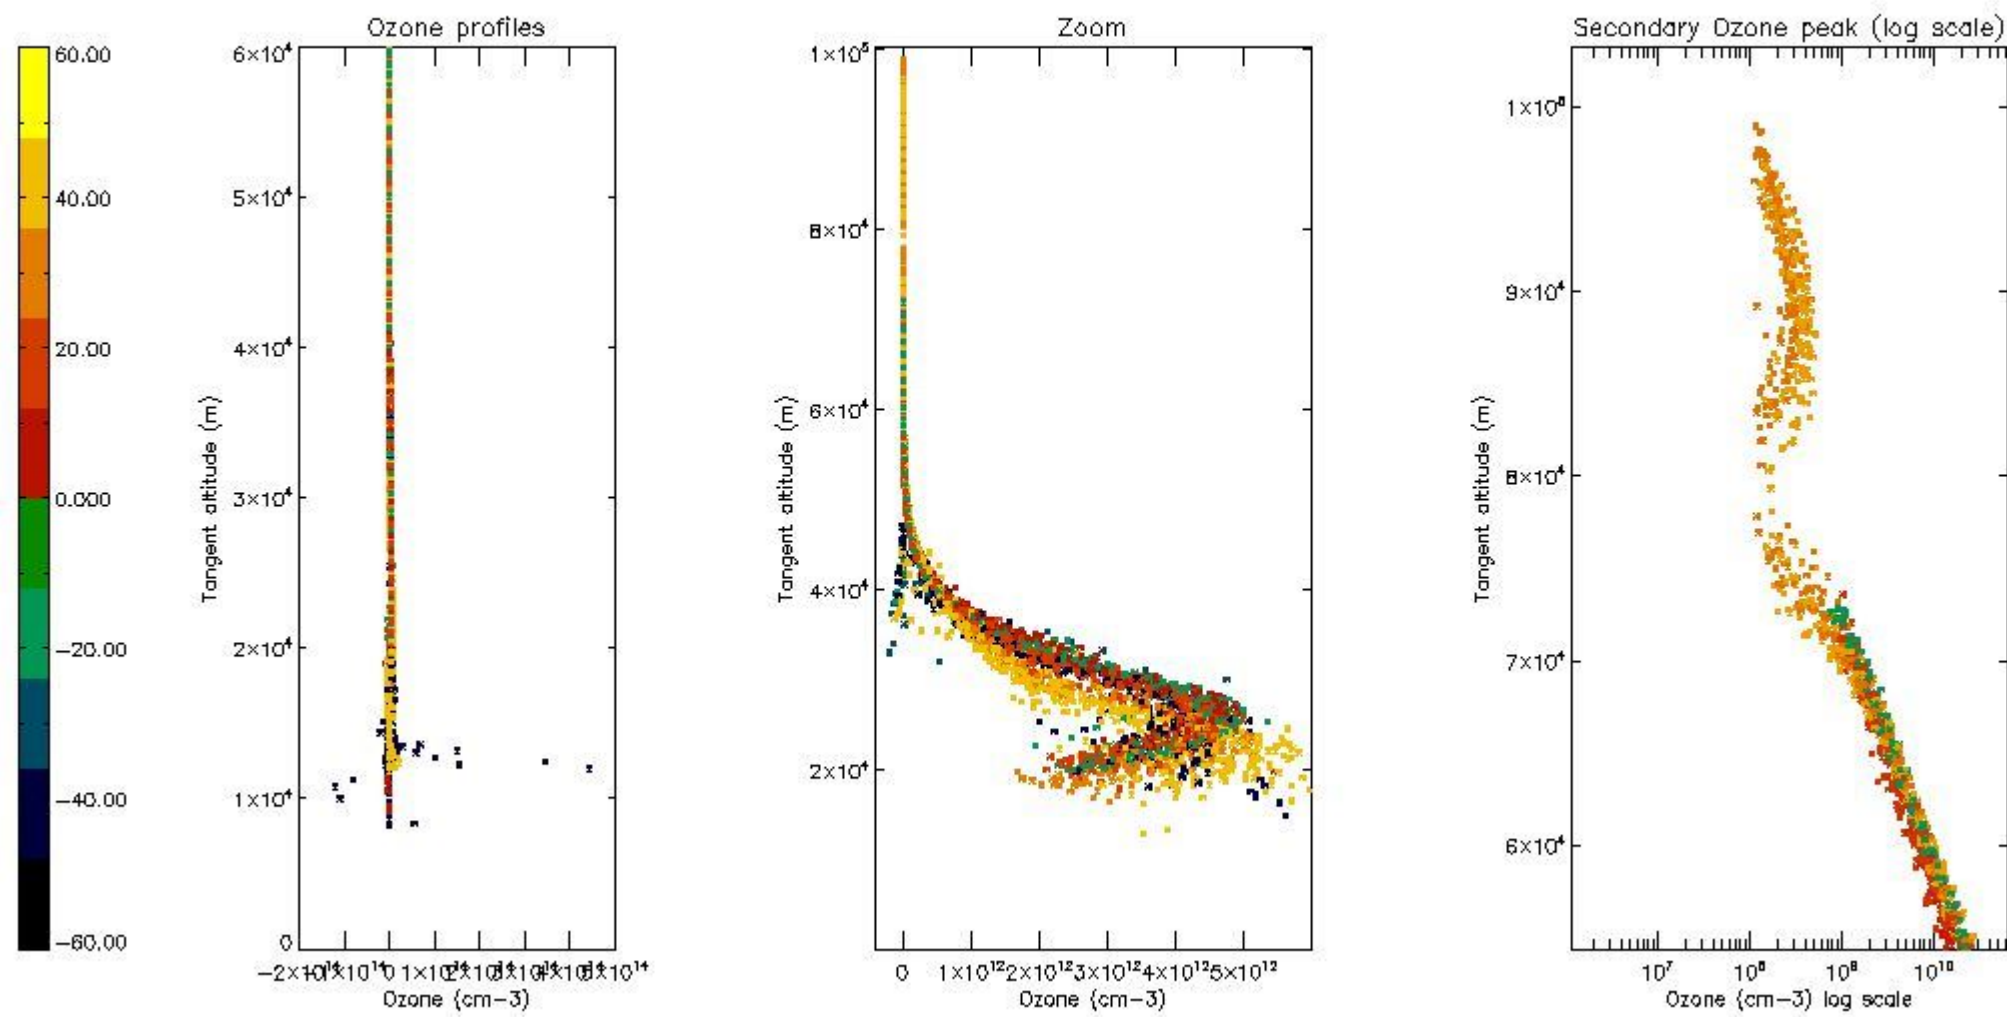 Ozone profiles
Zoom
Secondary Ozone peak (log scale)
60.00
40.00
20.00
0.000
−20.00
−40.00
−60.00
6×10⁴
5×10⁴
4×10⁴
3×10⁴
2×10⁴
1×10⁴
0
Tangent altitude (m)
Ozone (cm−3)
1×10⁵
8×10⁴
6×10⁴
4×10⁴
2×10⁴
Tangent altitude (m)
0 1×10¹² 2×10¹² 3×10¹² 4×10¹² 5×10¹²
Ozone (cm−3)
9×10⁴
8×10⁴
7×10⁴
6×10⁴
Tangent altitude (m)
10⁷ 10⁸ 10⁹ 10¹⁰
Ozone (cm−3) log scale